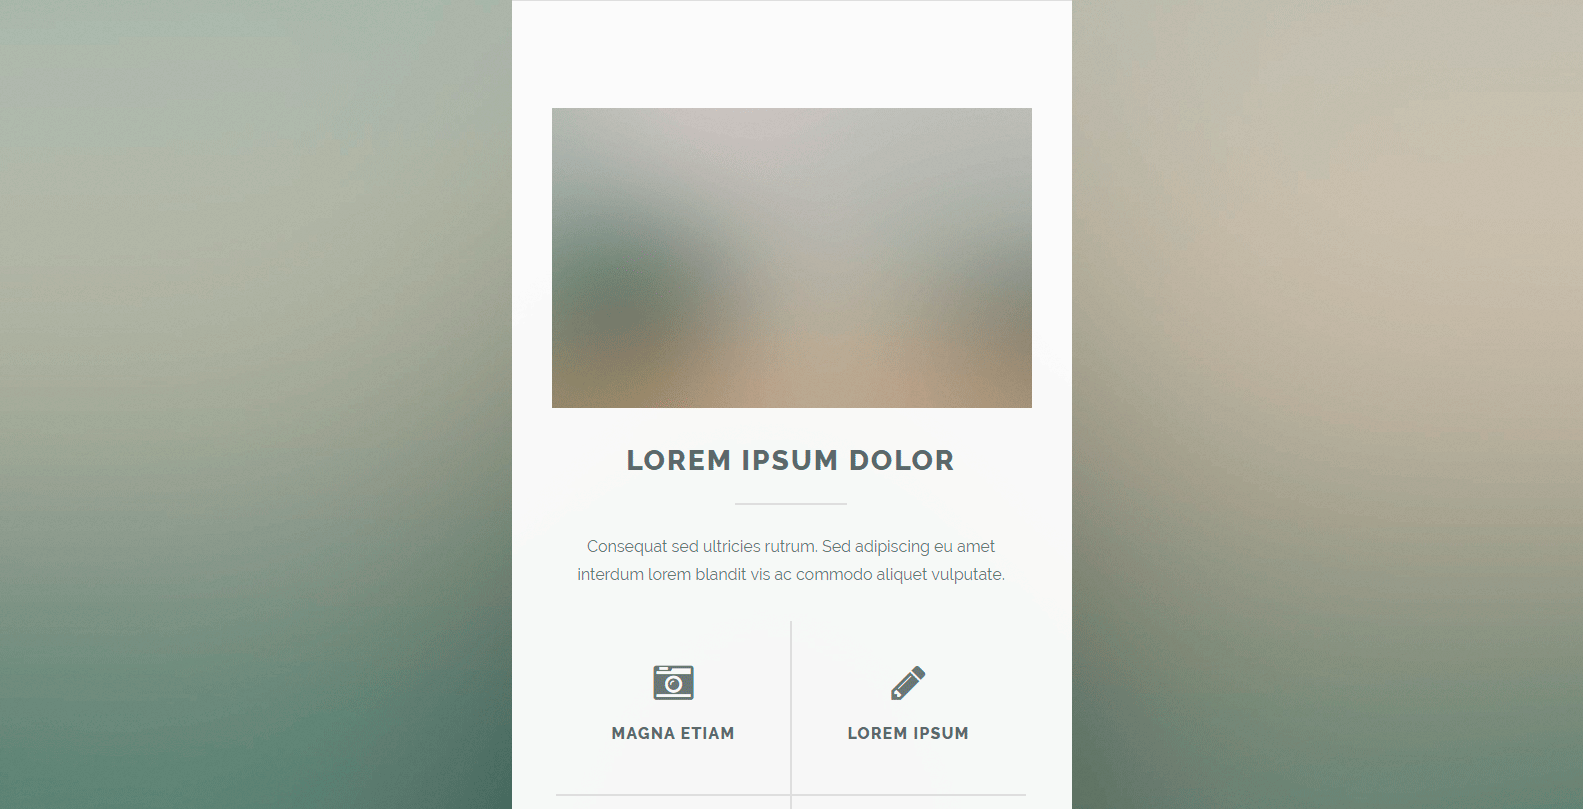 LOREM IPSUM DOLOR
Consequat sed ultricies rutrum. Sed adipiscing eu amet
interdum lorem blandit vis ac commodo aliquet vulputate.
MAGNA ETIAM
LOREM IPSUM